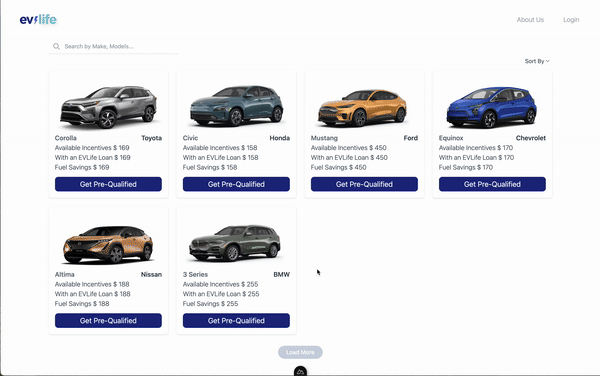 ev life
About Us
Login
Search by Make, Models...
Sort By
Corolla Toyota
Available Incentives $ 169
With an EVLife Loan $ 169
Fuel Savings $ 169
Get Pre-Qualified
Civic Honda
Available Incentives $ 158
With an EVLife Loan $ 158
Fuel Savings $ 158
Get Pre-Qualified
Mustang Ford
Available Incentives $ 450
With an EVLife Loan $ 450
Fuel Savings $ 450
Get Pre-Qualified
Equinox Chevrolet
Available Incentives $ 170
With an EVLife Loan $ 170
Fuel Savings $ 170
Get Pre-Qualified
Altima Nissan
Available Incentives $ 188
With an EVLife Loan $ 188
Fuel Savings $ 188
Get Pre-Qualified
3 Series BMW
Available Incentives $ 255
With an EVLife Loan $ 255
Fuel Savings $ 255
Get Pre-Qualified
Load More